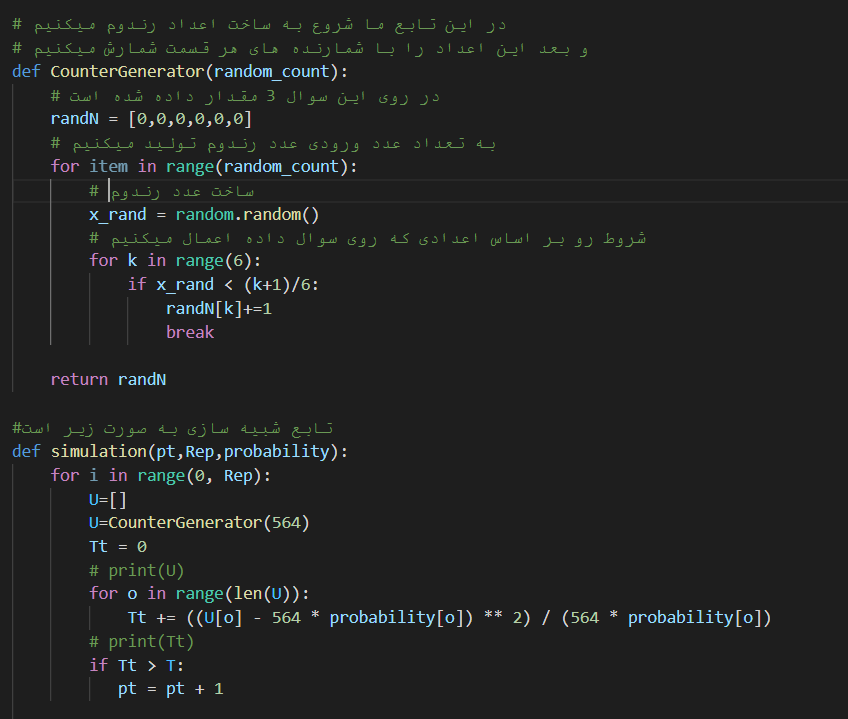 # در این تابع ما شروع به ساخت اعداد رندوم میکنیم
# و بعد این اعداد را با شمارنده های هر قسمت شمارش میکنیم
def CounterGenerator(random_count):
    # در روی این سوال 3 مقدار داده شده است
    randN = [0,0,0,0,0,0]
    # به تعداد عدد ورودی عدد رندوم تولید میکنیم
    for item in range(random_count):
        # ساخت عدد رندوم
        x_rand = random.random()
        # شروط رو بر اساس اعدادی که روی سوال داده اعمال میکنیم
        for k in range(6):
            if x_rand < (k+1)/6:
                randN[k]+=1
                break
    return randN
#تابع شبیه سازی به صورت زیر است
def simulation(pt,Rep,probability):
    for i in range(0, Rep):
        U=[]
        U=CounterGenerator(564)
        Tt = 0
        # print(U)
        for o in range(len(U)):
            Tt += ((U[o] - 564 * probability[o]) ** 2) / (564 * probability[o])
        # print(Tt)
        if Tt > T:
           pt = pt + 1